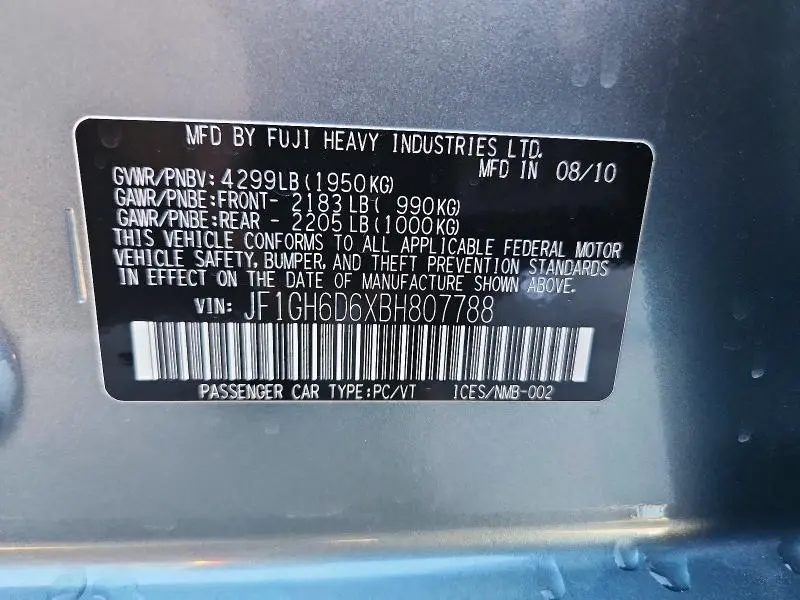 MFD BY FUJI HEAVY INDUSTRIES LTD.
MFD IN 08/10
GVWR/PNBV: 4299LB(1950KG)
GAWR/PNBE:FRONT- 2183LB( 990KG)
GAWR/PNBE:REAR - 2205LB(1000KG)
THIS VEHICLE CONFORMS TO ALL APPLICABLE FEDERAL MOTOR
VEHICLE SAFETY, BUMPER, AND THEFT PREVENTION STANDARDS
IN EFFECT ON THE DATE OF MANUFACTURE SHOWN ABOVE.
VIN: JF1GH6D6XBH807788
PASSENGER CAR TYPE:PC/VT ICES/NMB-002